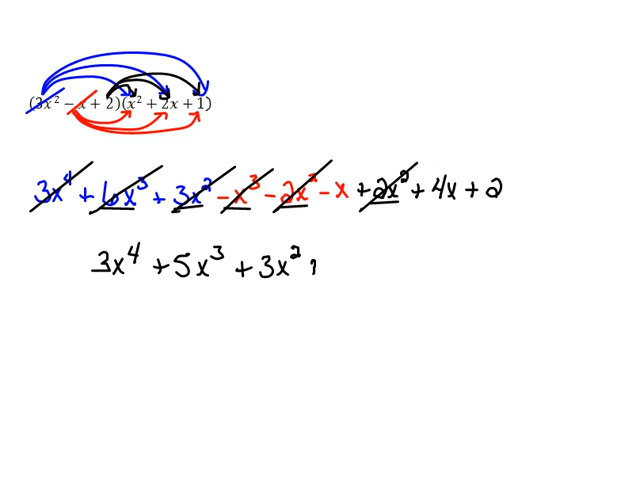 (3x² − x + 2)(x² + 2x + 1)
3x⁴ + 6x³ + 3x² - x³ - 2x² - x + 2x² + 4x + 2
3x⁴ + 5x³ + 3x²